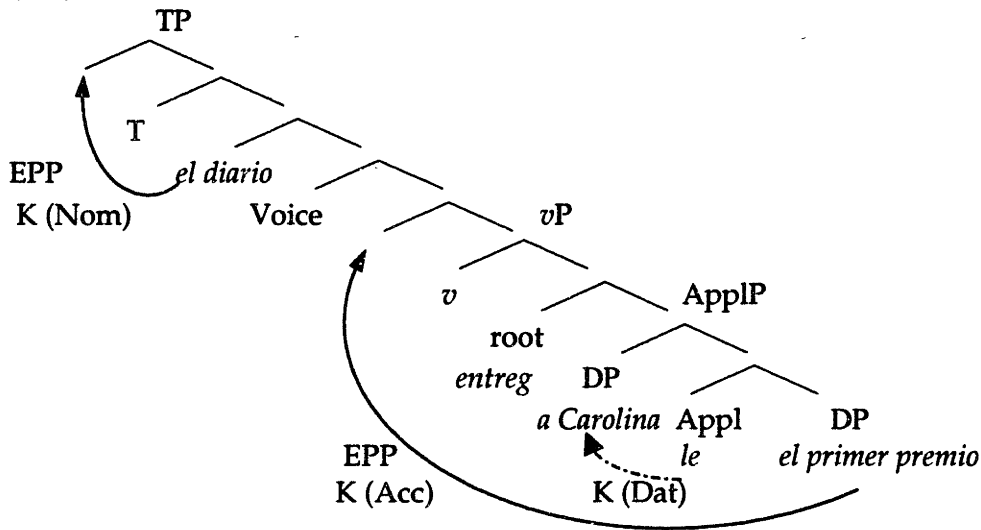 TP
T
EPP
el diario
K (Nom)
Voice
vP
v
ApplP
root
entreg
DP
a Carolina
Appl
le
DP
el primer premio
EPP
K (Acc)
K (Dat)